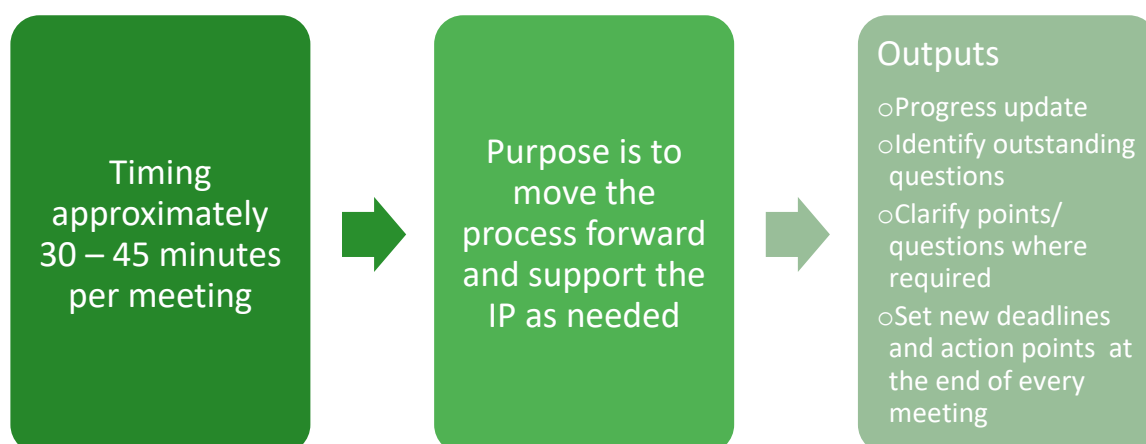 Timing
approximately
30 – 45 minutes
per meeting
Purpose is to
move the
process forward
and support the
IP as needed
Outputs
oProgress update
oIdentify outstanding
questions
oClarify points/
questions where
required
oSet new deadlines
and action points at
the end of every
meeting